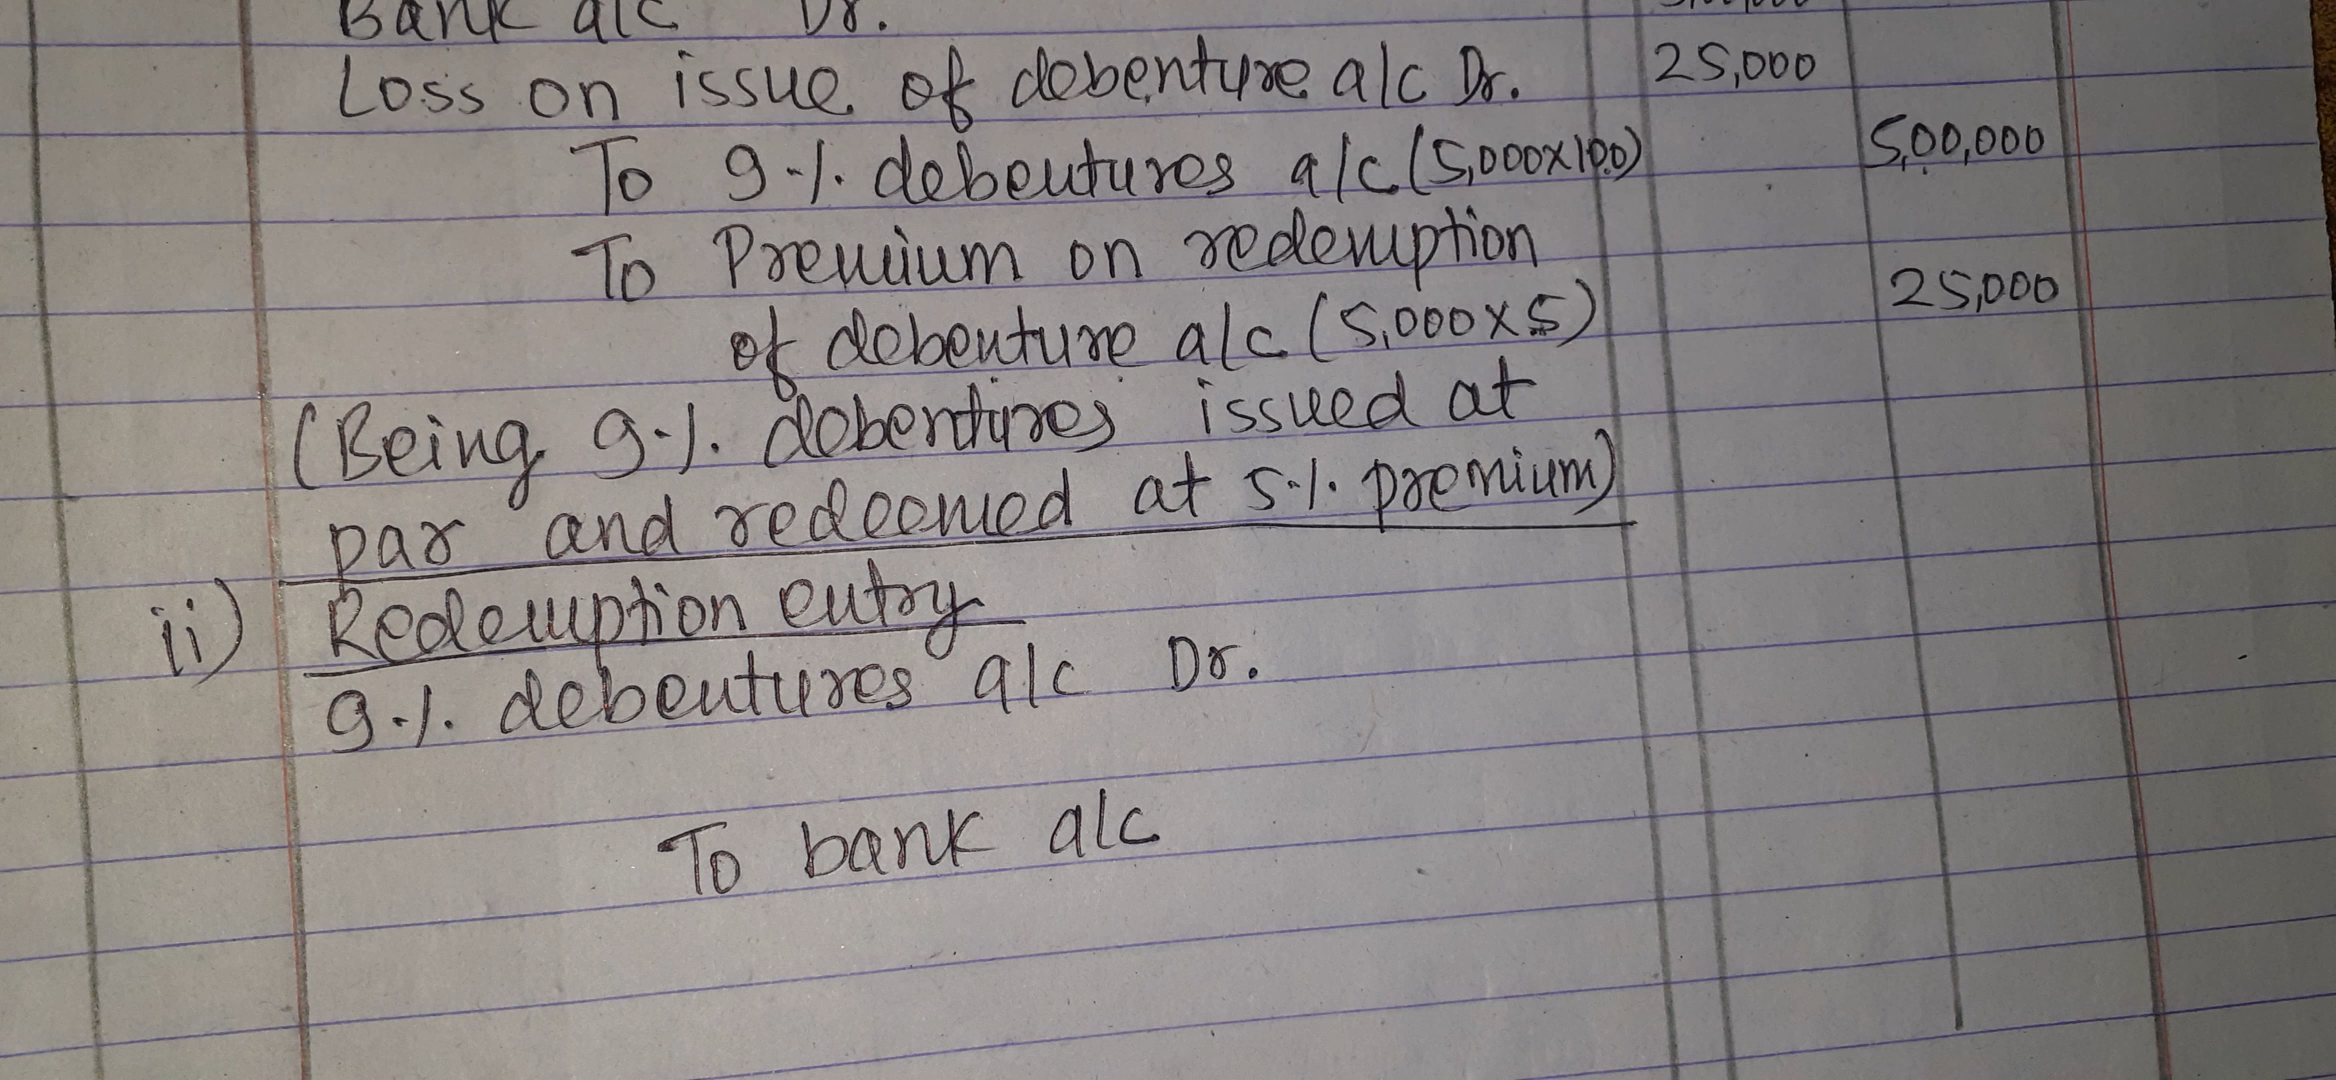 Bank a/c Dr.
Loss on issue of debenture a/c Dr. 25,000
To 9% debentures a/c (5,000x100) 5,00,000
To Premium on redemption
of debenture a/c (5,000x5) 25,000
(Being 9% debentures issued at
par and redeemed at 5% premium)
ii) Redemption entry
9% debentures a/c Dr.
To bank a/c